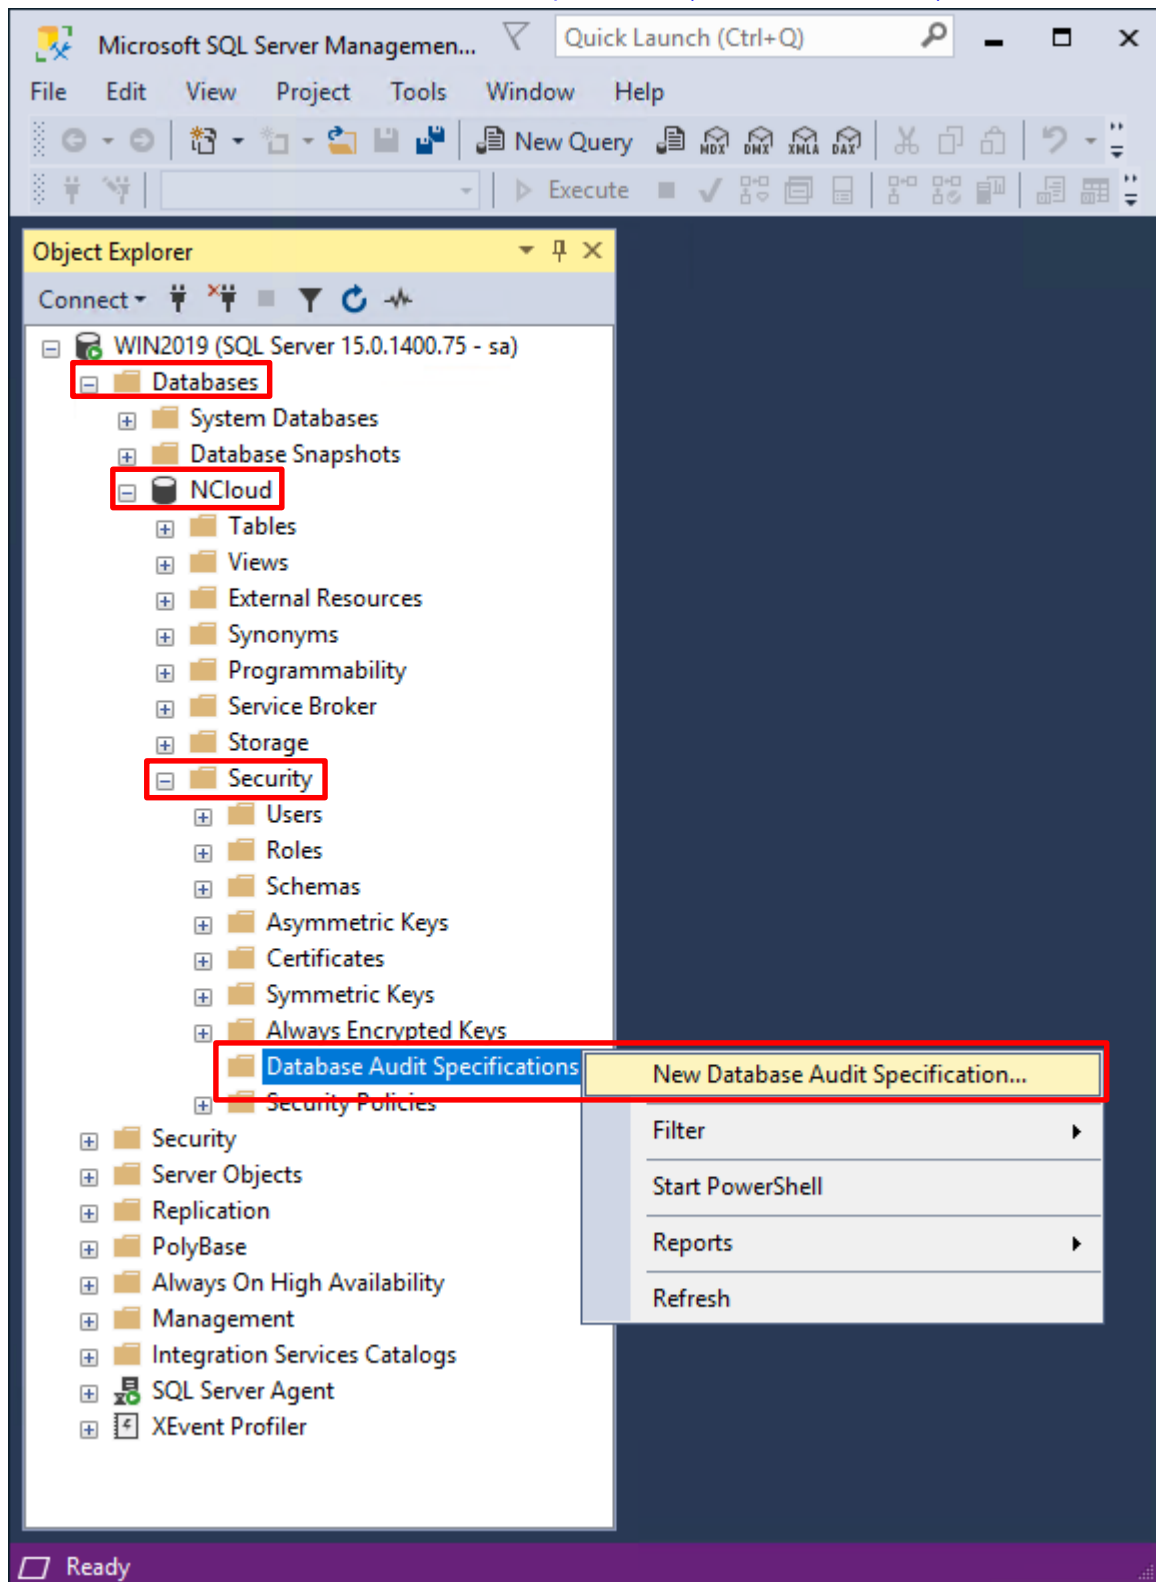 Microsoft SQL Server Managemen...
Quick Launch (Ctrl+Q)
File Edit View Project Tools Window Help
New Query MDX DMX XMLA DAX
Execute
Object Explorer
Connect
WIN2019 (SQL Server 15.0.1400.75 - sa)
Databases
System Databases
Database Snapshots
NCloud
Tables
Views
External Resources
Synonyms
Programmability
Service Broker
Storage
Security
Users
Roles
Schemas
Asymmetric Keys
Certificates
Symmetric Keys
Always Encrypted Keys
Database Audit Specifications
New Database Audit Specification...
Security Policies
Filter
Security
Server Objects
Start PowerShell
Replication
PolyBase
Reports
Always On High Availability
Refresh
Management
Integration Services Catalogs
SQL Server Agent
XEvent Profiler
Ready